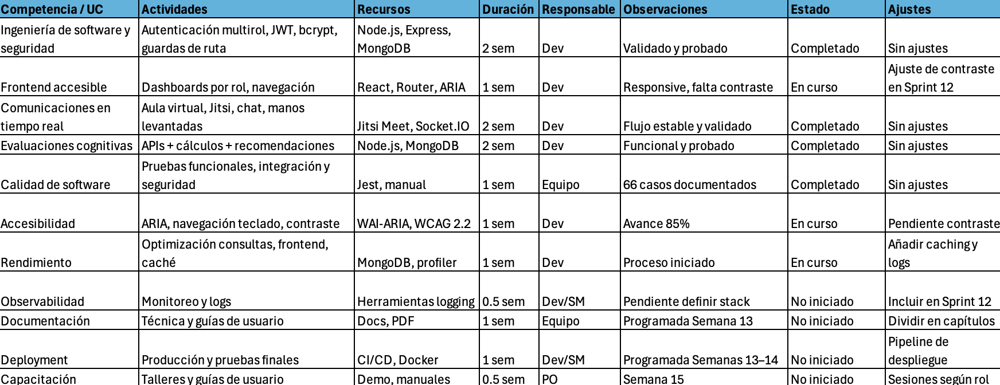 Competencia / UC Actividades Recursos Duración Responsable Observaciones Estado Ajustes
Ingeniería de software y seguridad Autenticación multirol, JWT, bcrypt, guardas de ruta Node.js, Express, MongoDB 2 sem Dev Validado y probado Completado Sin ajustes
Frontend accesible Dashboards por rol, navegación React, Router, ARIA 1 sem Dev Responsive, falta contraste En curso Ajuste de contraste en Sprint 12
Comunicaciones en tiempo real Aula virtual, Jitsi, chat, manos levantadas Jitsi Meet, Socket.IO 2 sem Dev Flujo estable y validado Completado Sin ajustes
Evaluaciones cognitivas APIs + cálculos + recomendaciones Node.js, MongoDB 2 sem Dev Funcional y probado Completado Sin ajustes
Calidad de software Pruebas funcionales, integración y seguridad Jest, manual 1 sem Equipo 66 casos documentados Completado Sin ajustes
Accesibilidad ARIA, navegación teclado, contraste WAI-ARIA, WCAG 2.2 1 sem Dev Avance 85% En curso Pendiente contraste
Rendimiento Optimización consultas, frontend, caché MongoDB, profiler 1 sem Dev Proceso iniciado En curso Añadir caching y logs
Observabilidad Monitoreo y logs Herramientas logging 0.5 sem Dev/SM Pendiente definir stack No iniciado Incluir en Sprint 12
Documentación Técnica y guías de usuario Docs, PDF 1 sem Equipo Programada Semana 13 No iniciado Dividir en capítulos
Deployment Producción y pruebas finales CI/CD, Docker 1 sem Dev/SM Programada Semanas 13–14 No iniciado Pipeline de despliegue
Capacitación Talleres y guías de usuario Demo, manuales 0.5 sem PO Semana 15 No iniciado Sesiones según rol